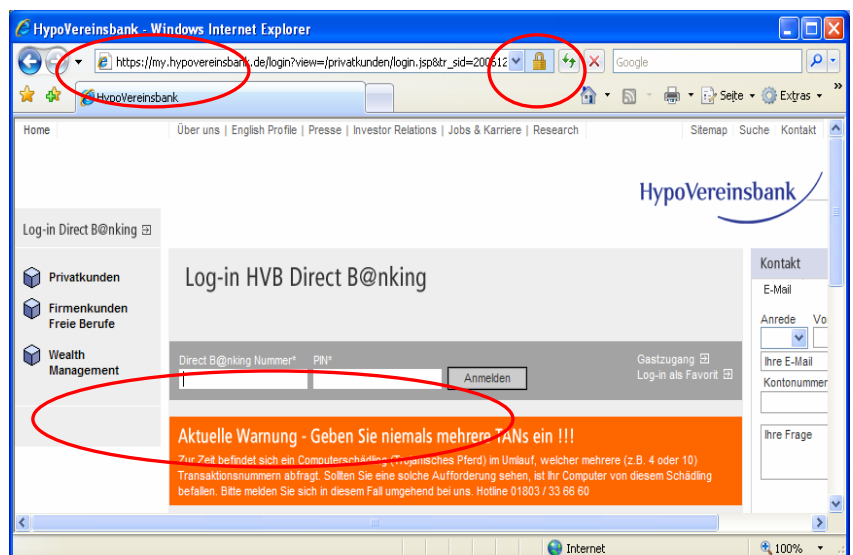 HypoVereinsbank - Windows Internet Explorer
https://my.hypovereinsbank.de/login?view=/privatkunden/login.jsp&tr_sid=200612
Google
HypoVereinsbank
Seite
Extras
Home
Über uns | English Profile | Presse | Investor Relations | Jobs & Karriere | Research
Sitemap Suche Kontakt
HypoVereinsbank
Log-in Direct B@nking
Privatkunden
Firmenkunden
Freie Berufe
Wealth
Management
Log-in HVB Direct B@nking
Direct B@nking Nummer* PIN*
Anmelden
Gastzugang
Log-in als Favorit
Aktuelle Warnung - Geben Sie niemals mehrere TANs ein !!!
Zur Zeit befindet sich ein Computerschädling (Trojanisches Pferd) im Umlauf, welcher mehrere (z.B. 4 oder 10)
Transaktionsnummern abfragt. Sollten Sie eine solche Aufforderung sehen, ist Ihr Computer von diesem Schädling
befallen. Bitte melden Sie sich in diesem Fall umgehend bei uns. Hotline 01803 / 33 66 60
Kontakt
E-Mail
Anrede Vo
Ihre E-Mail
Kontonummer
Ihre Frage
Internet
100%